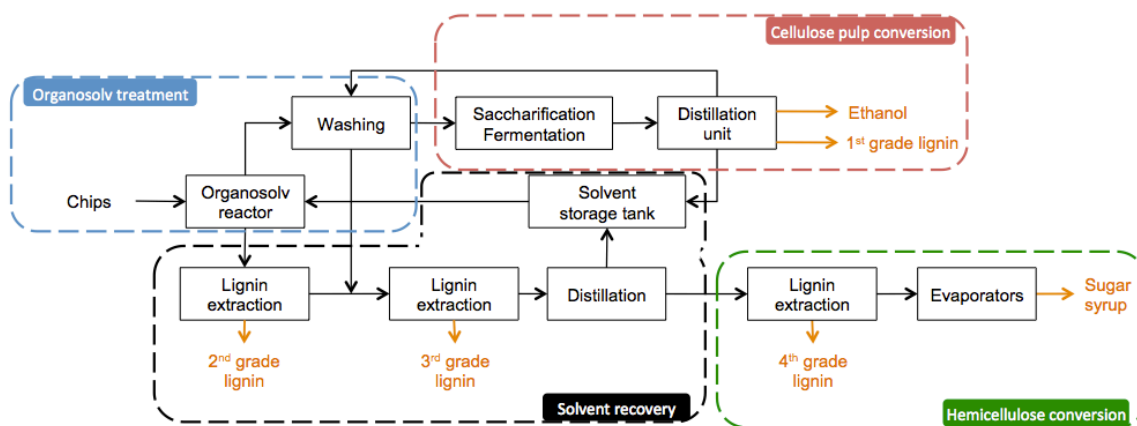 Cellulose pulp conversion
Organosolv treatment
Washing
Saccharification
Fermentation
Distillation
unit
Ethanol
1st grade lignin
Chips
Organosolv
reactor
Solvent
storage tank
Lignin
extraction
Lignin
extraction
Distillation
Lignin
extraction
Evaporators
Sugar
syrup
2nd grade
lignin
3rd grade
lignin
4th grade
lignin
Solvent recovery
Hemicellulose conversion